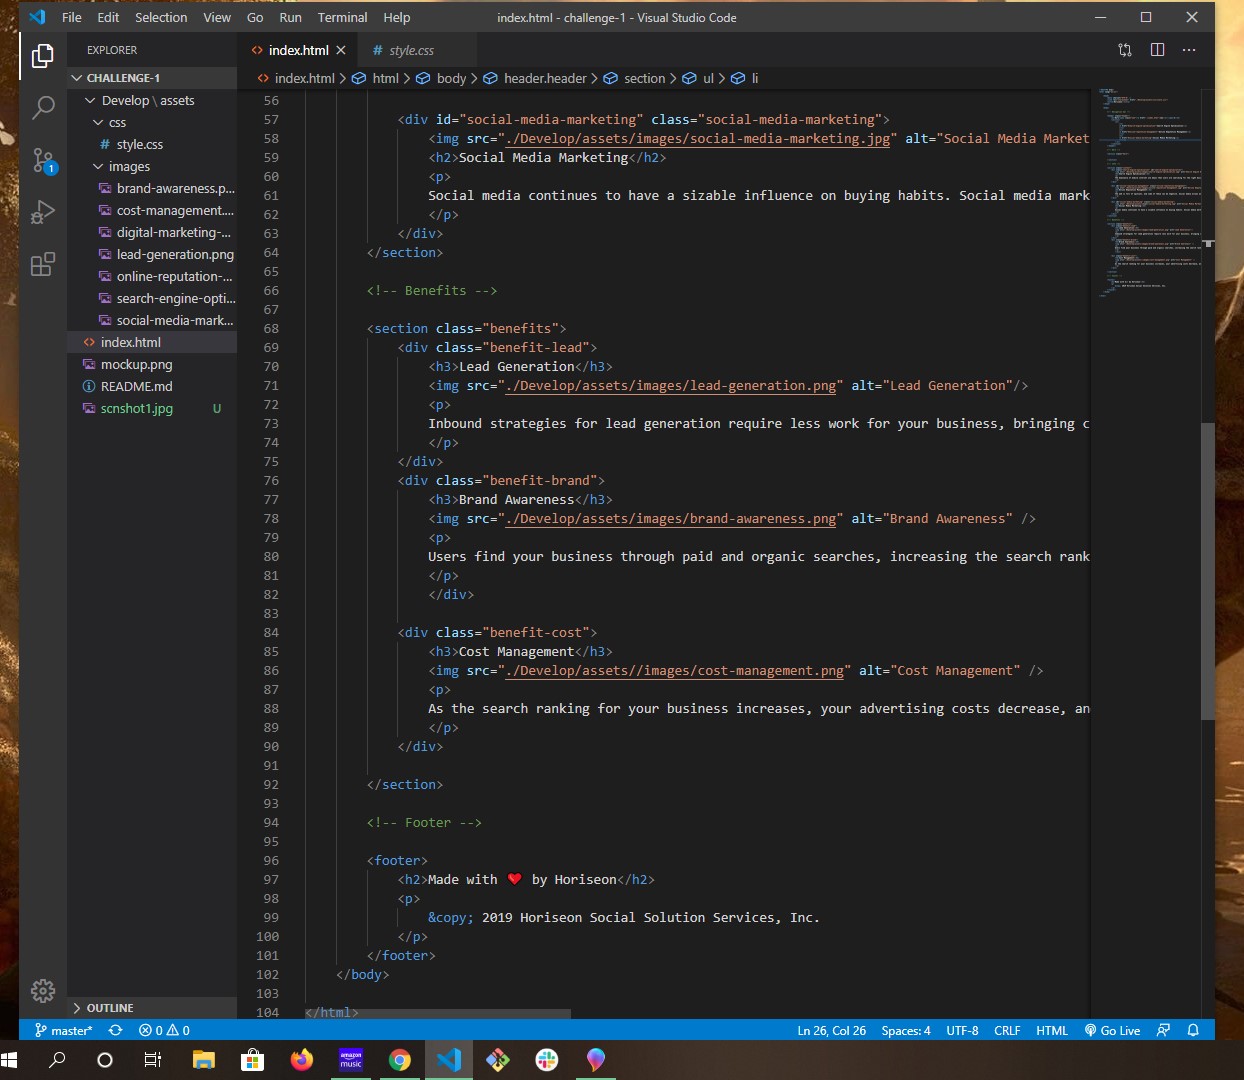 File Edit Selection View Go Run Terminal Help
index.html - challenge-1 - Visual Studio Code
EXPLORER
CHALLENGE-1
Develop \ assets
css
# style.css
images
brand-awareness.p...
cost-management....
digital-marketing-...
lead-generation.png
online-reputation-...
search-engine-opti...
social-media-mark...
<> index.html
mockup.png
README.md
scnshot1.jpg U
OUTLINE
<> index.html
# style.css
<> index.html > html > body > header.header > section > ul > li
56
57 <div id="social-media-marketing" class="social-media-marketing">
58 <img src="./Develop/assets/images/social-media-marketing.jpg" alt="Social Media Market
59 <h2>Social Media Marketing</h2>
60 <p>
61 Social media continues to have a sizable influence on buying habits. Social media mark
62 </p>
63 </div>
64 </section>
65
66 <!-- Benefits -->
67
68 <section class="benefits">
69 <div class="benefit-lead">
70 <h3>Lead Generation</h3>
71 <img src="./Develop/assets/images/lead-generation.png" alt="Lead Generation"/>
72 <p>
73 Inbound strategies for lead generation require less work for your business, bringing c
74 </p>
75 </div>
76 <div class="benefit-brand">
77 <h3>Brand Awareness</h3>
78 <img src="./Develop/assets/images/brand-awareness.png" alt="Brand Awareness" />
79 <p>
80 Users find your business through paid and organic searches, increasing the search rank
81 </p>
82 </div>
83
84 <div class="benefit-cost">
85 <h3>Cost Management</h3>
86 <img src="./Develop/assets//images/cost-management.png" alt="Cost Management" />
87 <p>
88 As the search ranking for your business increases, your advertising costs decrease, an
89 </p>
90 </div>
91
92 </section>
93
94 <!-- Footer -->
95
96 <footer>
97 <h2>Made with ❤️ by Horiseon</h2>
98 <p>
99 &copy; 2019 Horiseon Social Solution Services, Inc.
100 </p>
101 </footer>
102 </body>
103
104 </html>
1
master* 0 0 Ln 26, Col 26 Spaces: 4 UTF-8 CRLF HTML Go Live
amazon music